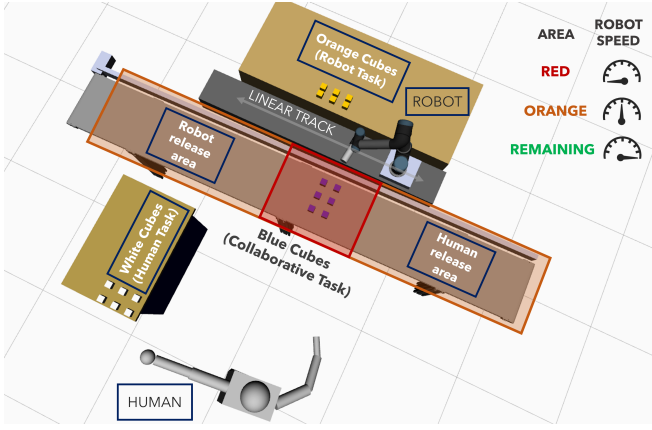 Orange Cubes
(Robot Task)
ROBOT
LINEAR TRACK
Robot
release
area
White Cubes
(Human Task)
Blue Cubes
(Collaborative Task)
Human
release
area
HUMAN
AREA
ROBOT
SPEED
RED
ORANGE
REMAINING